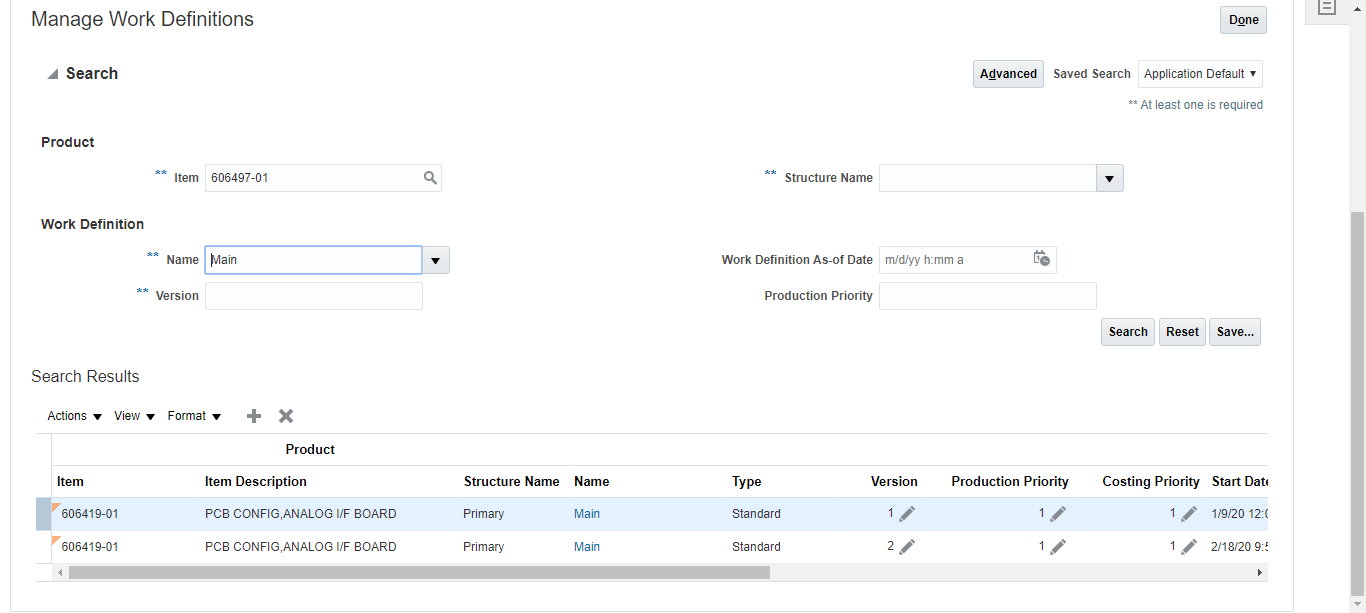 Manage Work Definitions
Done
Search
Advanced Saved Search Application Default
** At least one is required
Product
** Item 606497-01
** Structure Name
Work Definition
** Name Main
Work Definition As-of Date m/d/yy h:mm a
** Version
Production Priority
Search Reset Save...
Search Results
Actions View Format
Product
Item Item Description Structure Name Name Type Version Production Priority Costing Priority Start Date
606419-01 PCB CONFIG,ANALOG I/F BOARD Primary Main Standard 1 1 1 1/9/20 12:0
606419-01 PCB CONFIG,ANALOG I/F BOARD Primary Main Standard 2 1 1 2/18/20 9:5